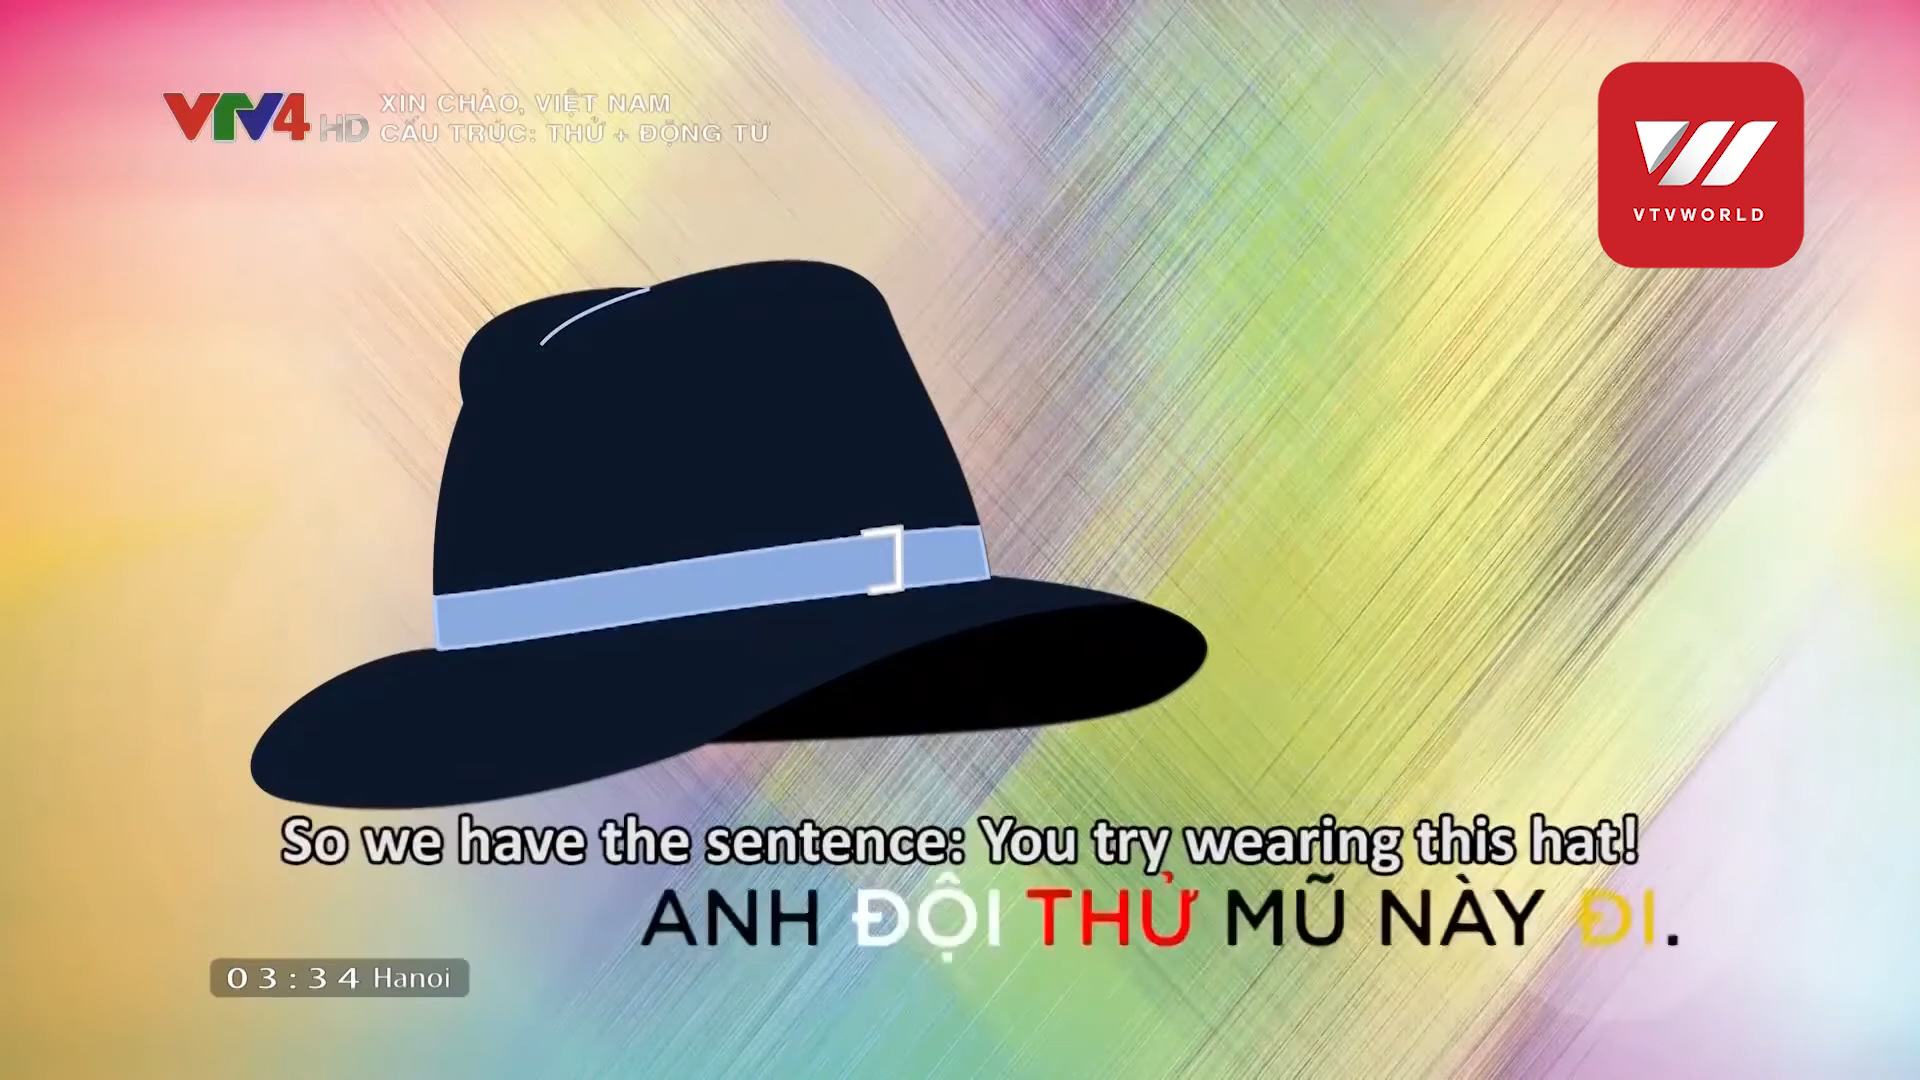 VTV4 HD
XIN CHÀO, VIỆT NAM
CẤU TRÚC: THỬ + ĐỘNG TỪ
VTVWORLD
So we have the sentence: You try wearing this hat!
ANH ĐỘI THỬ MŨ NÀY ĐI.
03:34 Hanoi